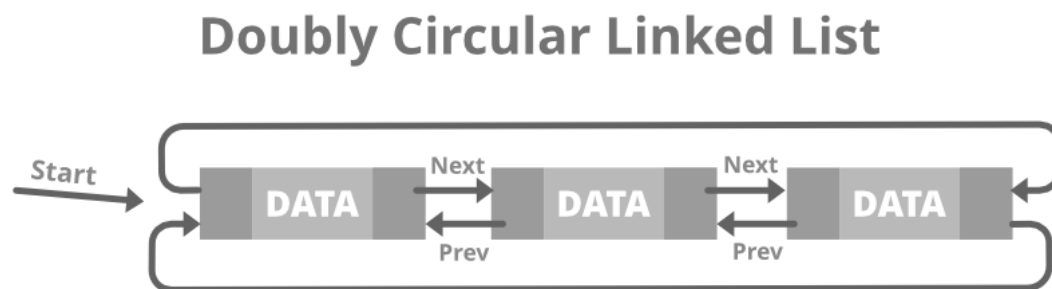 Doubly Circular Linked List
Start
Next
Next
DATA
DATA
DATA
Prev
Prev